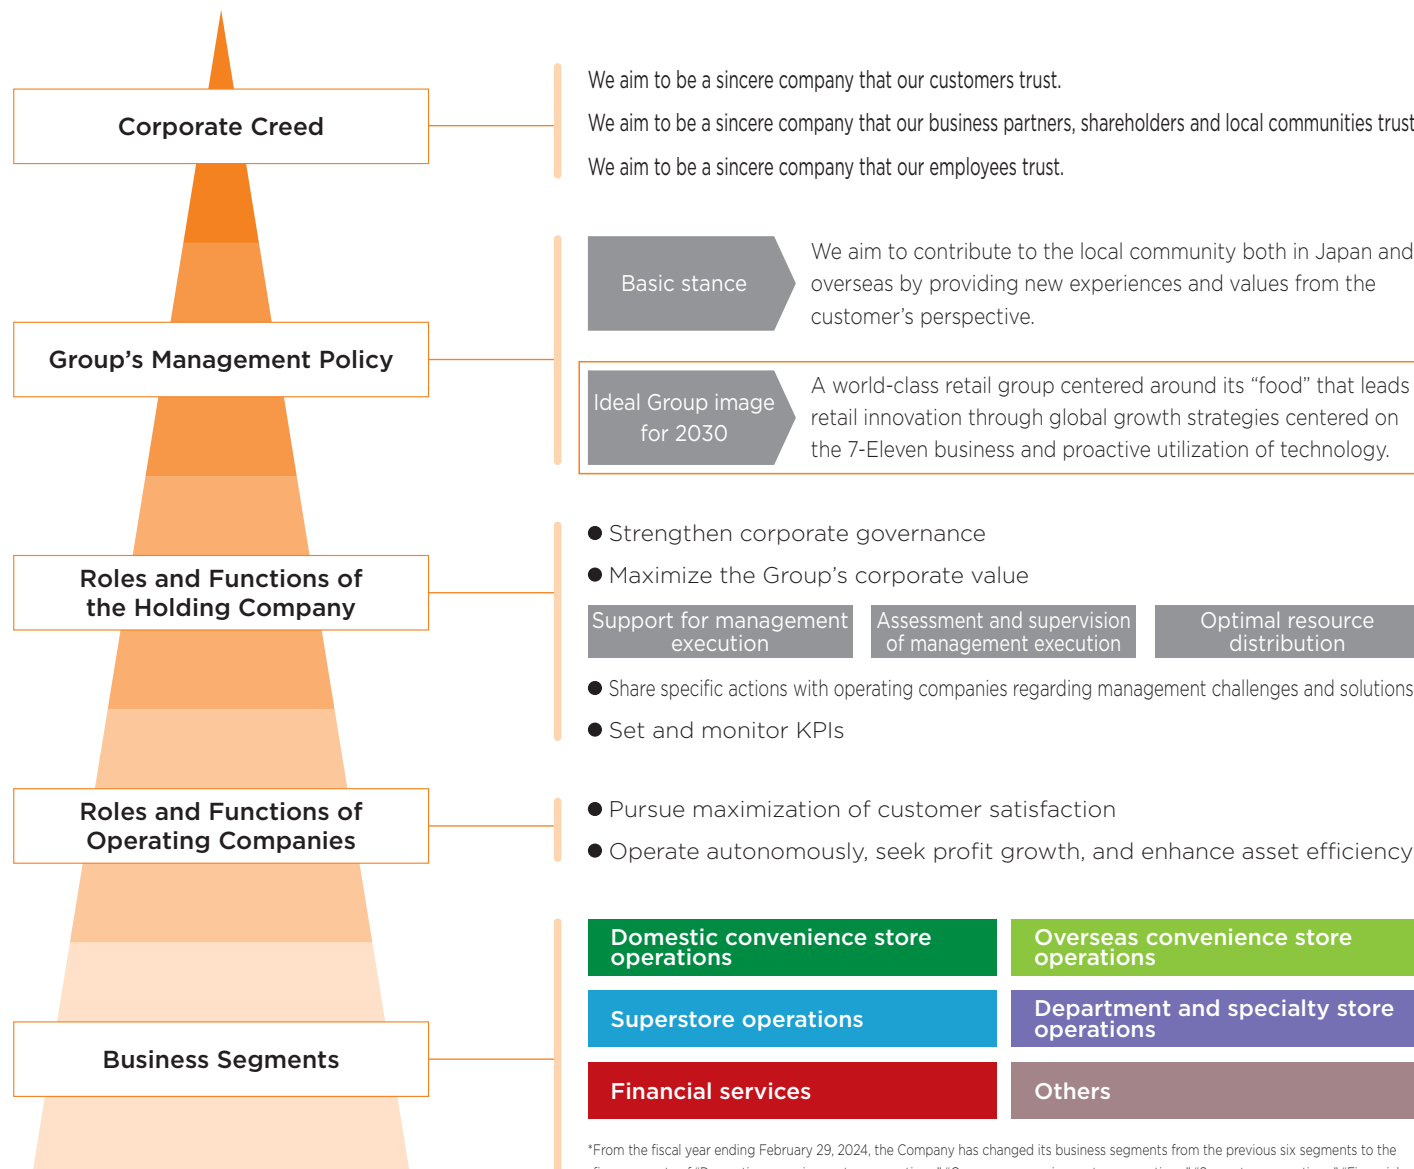 Corporate Creed
We aim to be a sincere company that our customers trust.
We aim to be a sincere company that our business partners, shareholders and local communities trust
We aim to be a sincere company that our employees trust.
Group’s Management Policy
Basic stance
We aim to contribute to the local community both in Japan and
overseas by providing new experiences and values from the
customer’s perspective.
Ideal Group image
for 2030
A world-class retail group centered around its “food” that leads
retail innovation through global growth strategies centered on
the 7-Eleven business and proactive utilization of technology.
Roles and Functions of
the Holding Company
● Strengthen corporate governance
● Maximize the Group’s corporate value
Support for management
execution
Assessment and supervision
of management execution
Optimal resource
distribution
● Share specific actions with operating companies regarding management challenges and solutions
● Set and monitor KPIs
Roles and Functions of
Operating Companies
● Pursue maximization of customer satisfaction
● Operate autonomously, seek profit growth, and enhance asset efficiency
Business Segments
Domestic convenience store
operations
Overseas convenience store
operations
Superstore operations
Department and specialty store
operations
Financial services
Others
*From the fiscal year ending February 29, 2024, the Company has changed its business segments from the previous six segments to the